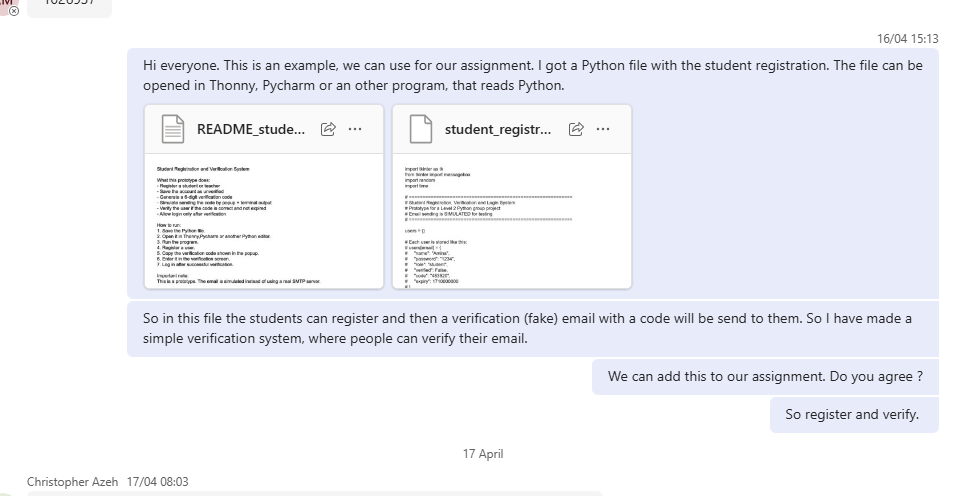 1028937
16/04 15:13
Hi everyone. This is an example, we can use for our assignment. I got a Python file with the student registration. The file can be
opened in Thonny, Pycharm or an other program, that reads Python.
README_stude...
student_registr...
Student Registration and Verification System
What this prototype does:
- Register a student or teacher
- Save the account as unverified
- Generate a 6-digit verification code
- Simulate sending the code by popup + terminal output
- Verify the user if the code is correct and not expired
- Allow login only after verification
How to run:
1. Save the Python file.
2. Open it in Thonny,Pycharm or another Python editor.
3. Run the program.
4. Register a user.
5. Copy the verification code shown in the popup.
6. Enter it in the verification screen.
7. Log in after successful verification.
Important note:
This is a prototype. The email is simulated instead of using a real SMTP server.
import tkinter as tk
from tkinter import messagebox
import random
import time
# Student Registration, Verification and Login System
# Prototype for a Level 2 Python group project
# Email sending is SIMULATED for testing
users = {}
# Each user is stored like this:
# users[email] = {
# "name": "Amina",
# "password": "1234",
# "role": "student",
# "verified": False,
# "code": "483920",
# "expiry": 1710000000
# }
So in this file the students can register and then a verification (fake) email with a code will be send to them. So I have made a
simple verification system, where people can verify their email.
We can add this to our assignment. Do you agree ?
So register and verify.
17 April
Christopher Azeh 17/04 08:03